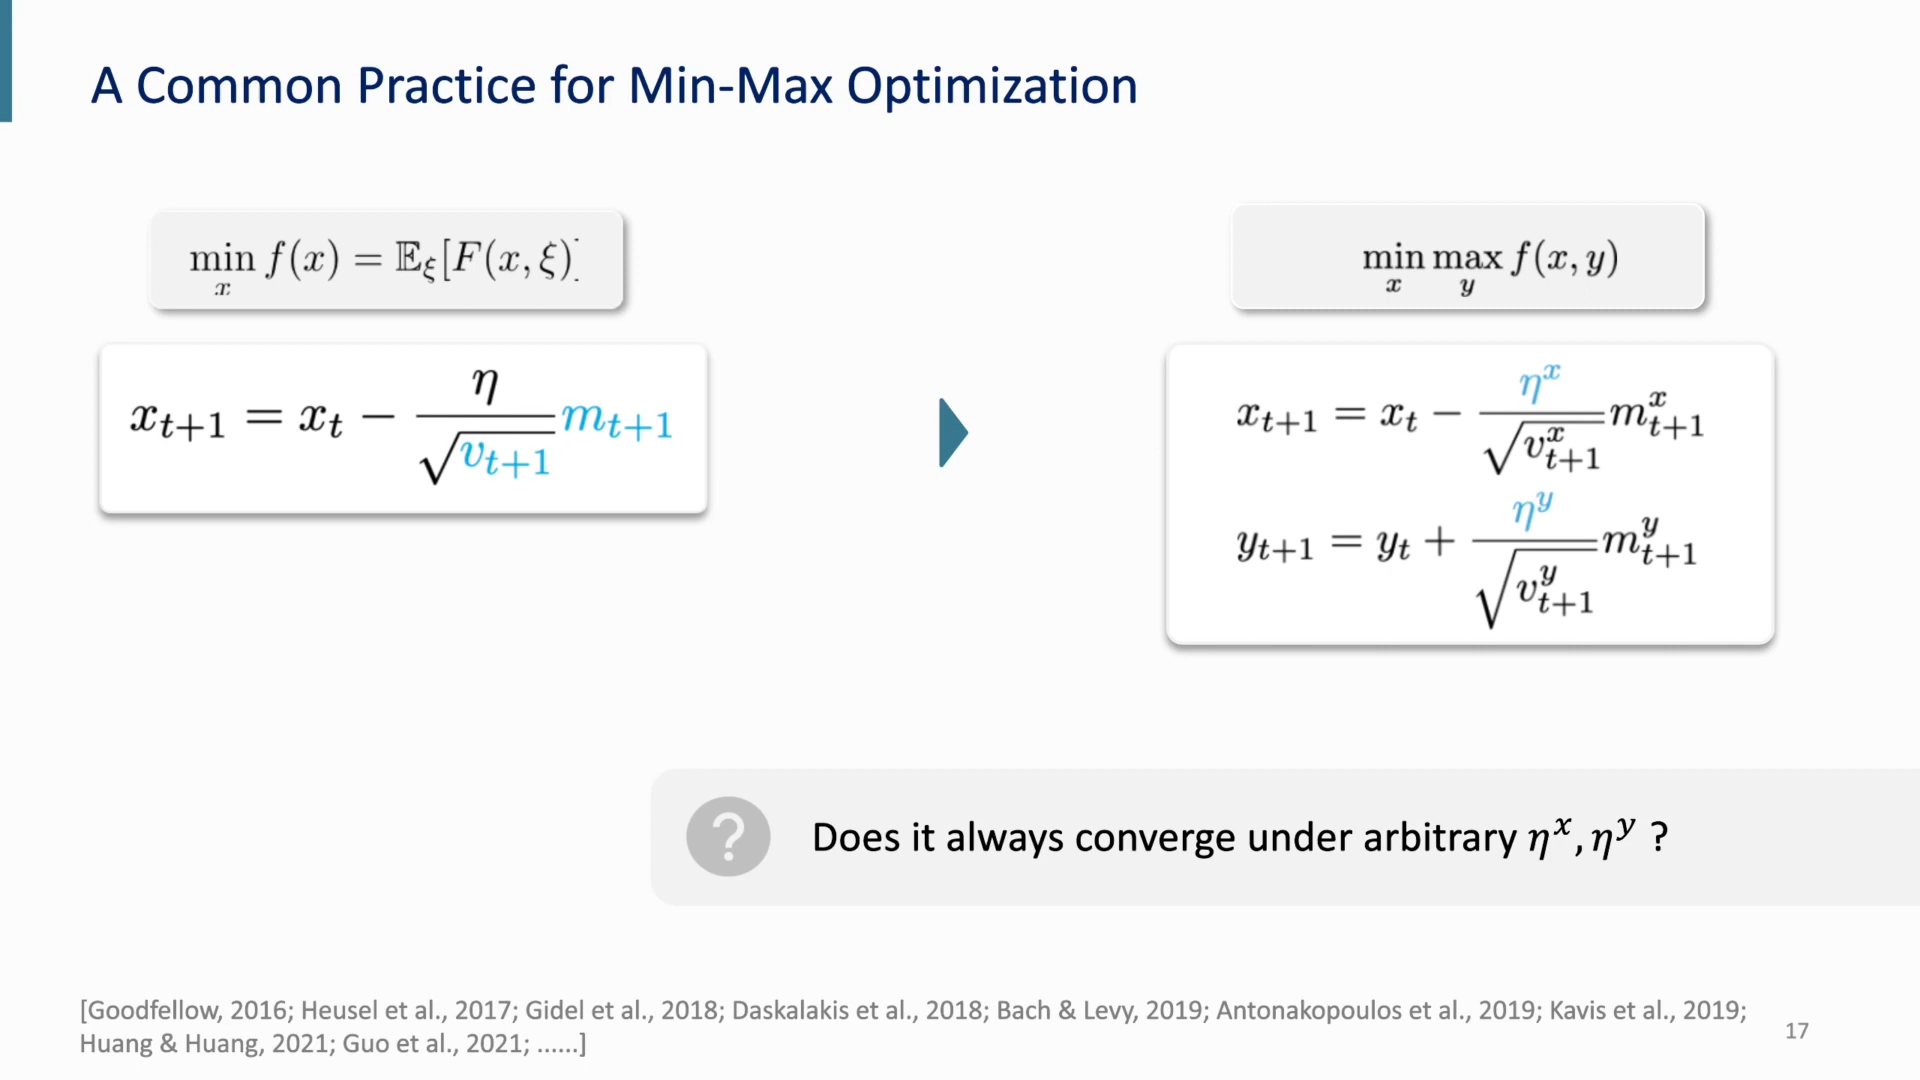 A Common Practice for Min-Max Optimization
min_x f(x) = 𝔼_ξ[F(x, ξ)]
x_{t+1} = x_t − η/√(v_{t+1}) m_{t+1}
min_x max_y f(x, y)
x_{t+1} = x_t − η^x/√(v^x_{t+1}) m^x_{t+1}
y_{t+1} = y_t + η^y/√(v^y_{t+1}) m^y_{t+1}
?
Does it always converge under arbitrary η^x, η^y ?
[Goodfellow, 2016; Heusel et al., 2017; Gidel et al., 2018; Daskalakis et al., 2018; Bach & Levy, 2019; Antonakopoulos et al., 2019; Kavis et al., 2019;
Huang & Huang, 2021; Guo et al., 2021; ......]
17